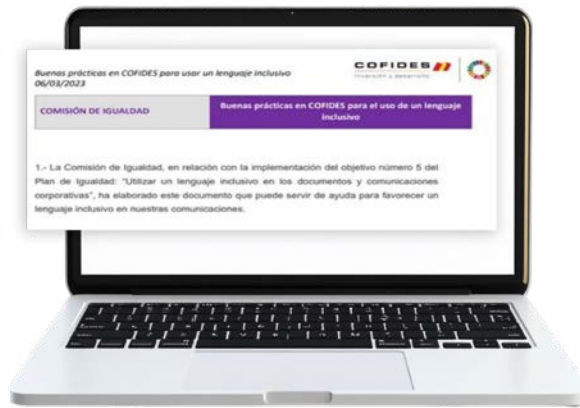 Buenas prácticas en COFIDES para usar un lenguaje inclusivo
06/03/2023
COFIDES
inversión y desarrollo
COMISIÓN DE IGUALDAD
Buenas prácticas en COFIDES para el uso de un lenguaje
inclusivo
1.- La Comisión de Igualdad, en relación con la implementación del objetivo número 5 del
Plan de Igualdad: "Utilizar un lenguaje inclusivo en los documentos y comunicaciones
corporativas", ha elaborado este documento que puede servir de ayuda para favorecer un
lenguaje inclusivo en nuestras comunicaciones.